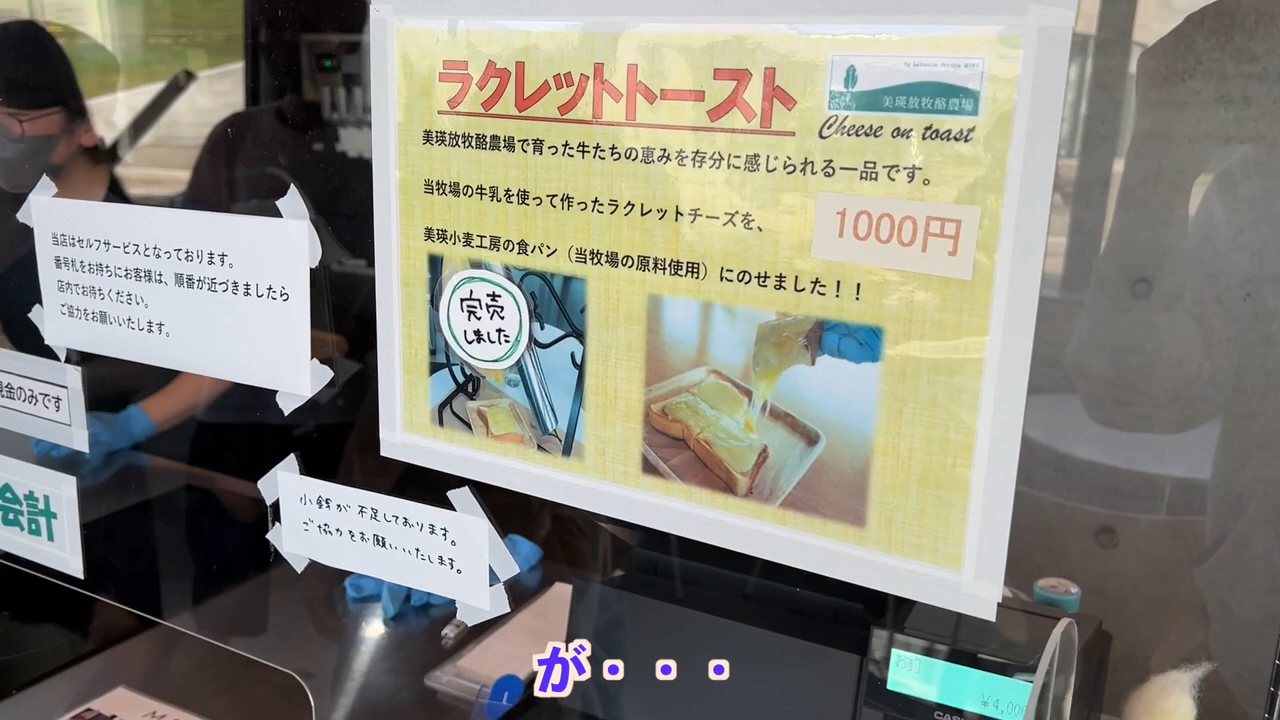 ラクレットトースト
美瑛放牧酪農場
Cheese on toast
美瑛放牧酪農場で育った牛たちの恵みを存分に感じられる一品です。
当牧場の牛乳を使って作ったラクレットチーズを、
1000円
美瑛小麦工房の食パン（当牧場の原料使用）にのせました！！
完売
しました
当店はセルフサービスとなっております。
番号札をお持ちにお客様は、順番が近づきましたら
店内でお待ちください。
ご協力をお願いいたします。
金のみです
会計
小銭が不足しております。
ご協力をお願いいたします。
お釣
¥4,000
が・・・